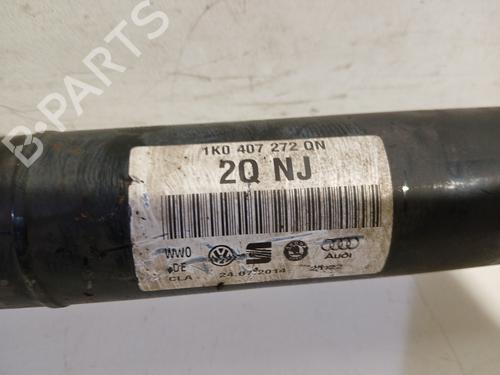 B-PARTS
1K0 407 272 QN
2Q NJ
WWO
DE
CLA 24.07.2014
Audi